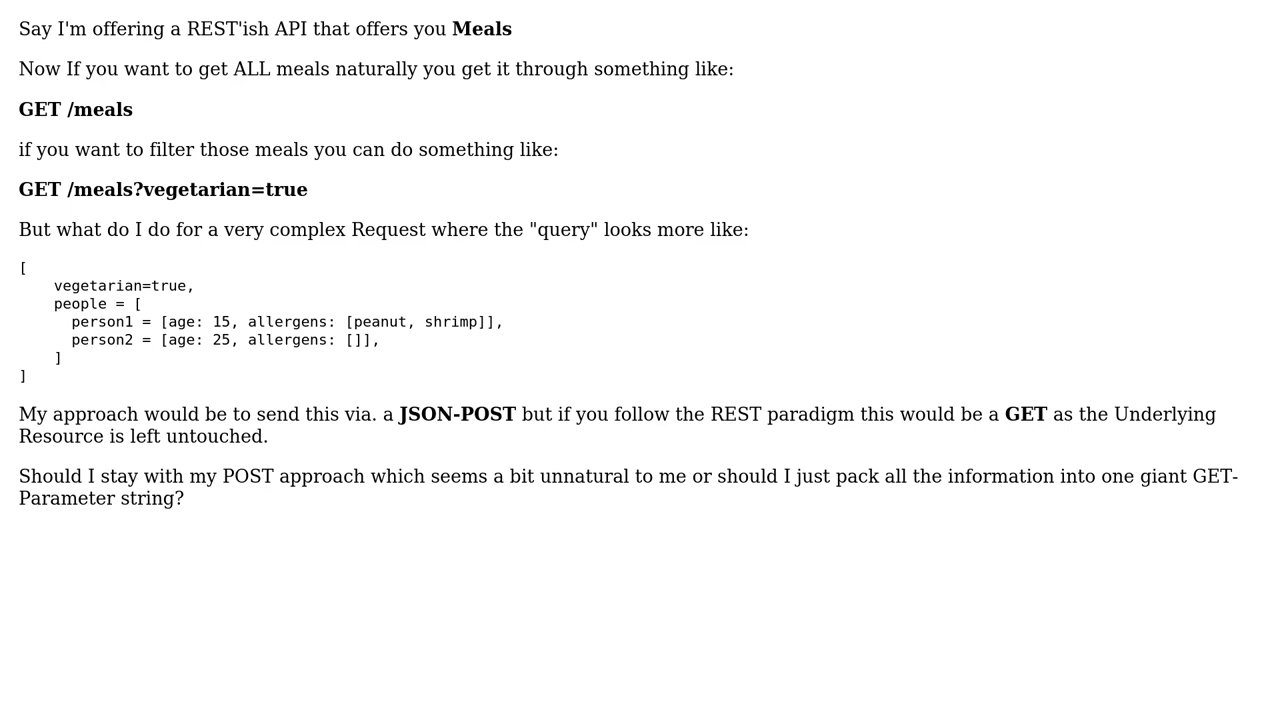 Say I'm offering a REST'ish API that offers you Meals
Now If you want to get ALL meals naturally you get it through something like:
GET /meals
if you want to filter those meals you can do something like:
GET /meals?vegetarian=true
But what do I do for a very complex Request where the "query" looks more like:
[
    vegetarian=true,
    people = [
      person1 = [age: 15, allergens: [peanut, shrimp]],
      person2 = [age: 25, allergens: []],
    ]
]
My approach would be to send this via. a JSON-POST but if you follow the REST paradigm this would be a GET as the Underlying
Resource is left untouched.
Should I stay with my POST approach which seems a bit unnatural to me or should I just pack all the information into one giant GET-
Parameter string?